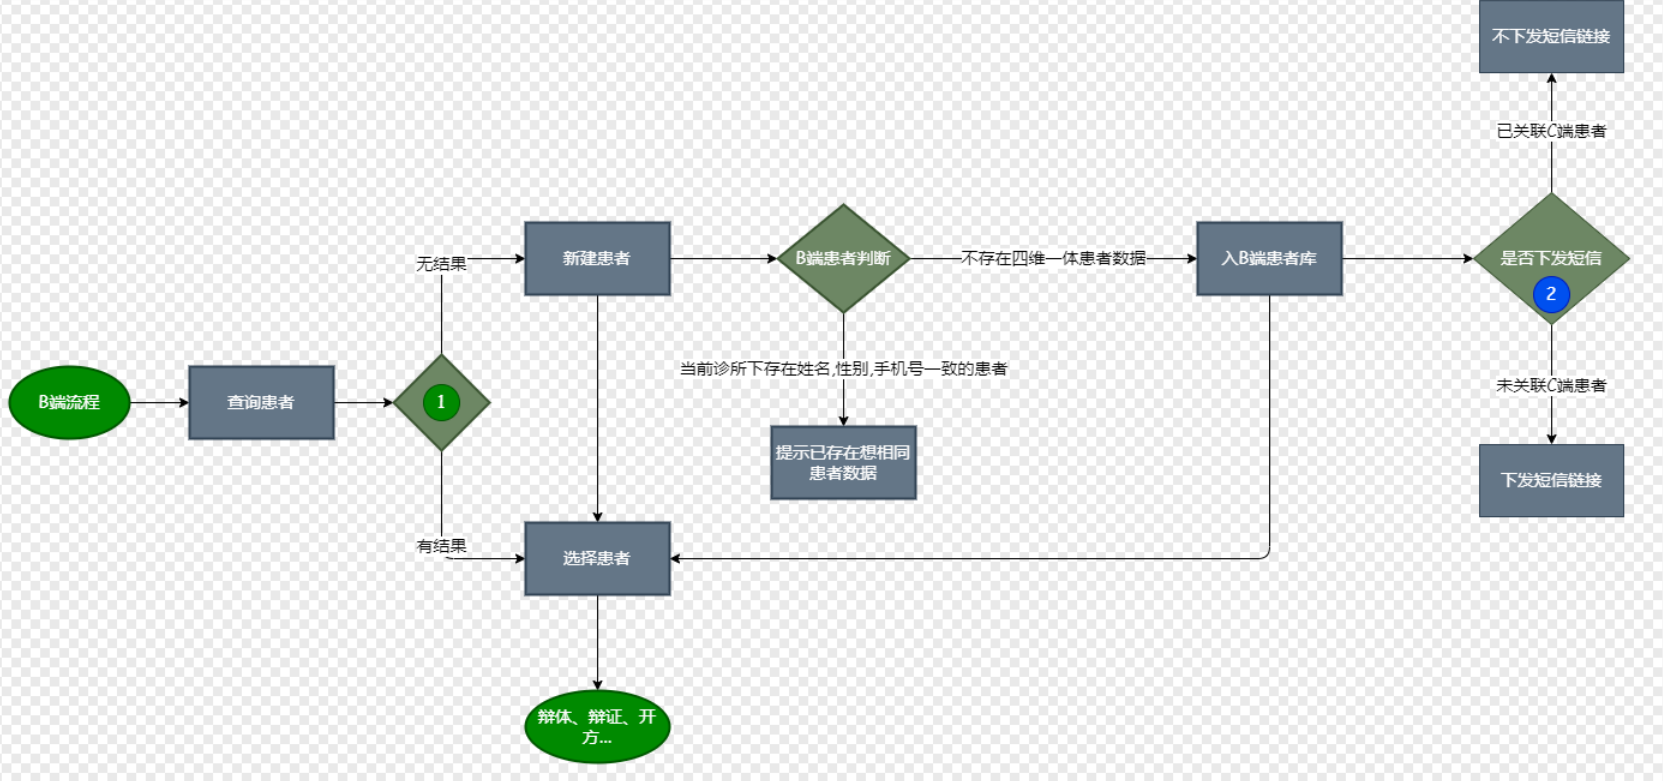 不下发短信链接
已关联C端患者
无结果
新建患者
B端患者判断
不存在四维一体患者数据
入B端患者库
是否下发短信
2
当前诊所下存在姓名,性别,手机号一致的患者
未关联C端患者
B端流程
查询患者
1
提示已存在想相同
患者数据
下发短信链接
有结果
选择患者
辩体、辩证、开
方...